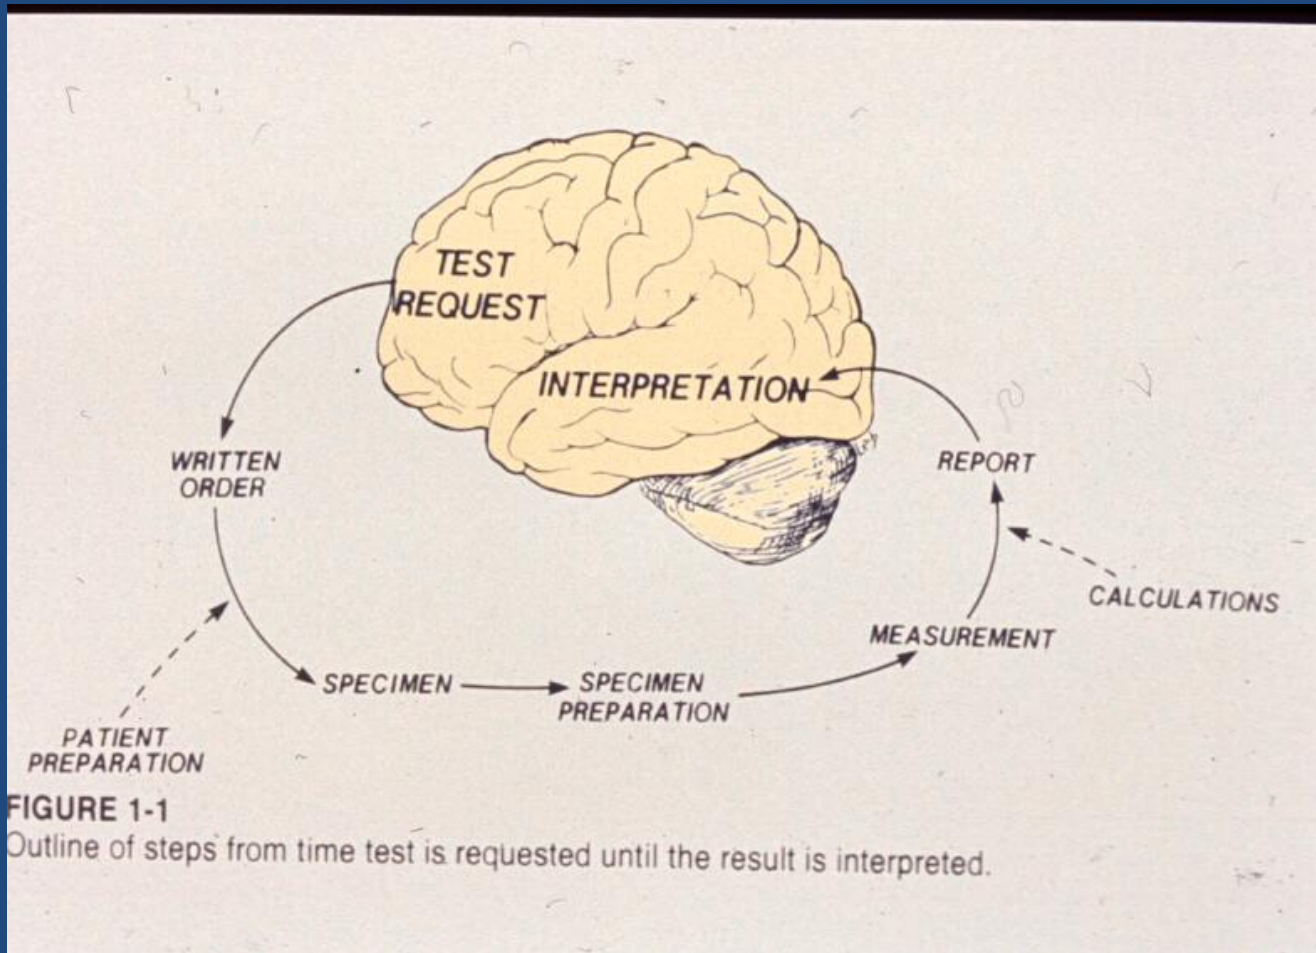 TEST
REQUEST
INTERPRETATION
WRITTEN
ORDER
REPORT
CALCULATIONS
MEASUREMENT
SPECIMEN
SPECIMEN
PREPARATION
PATIENT
PREPARATION
FIGURE 1-1
Outline of steps from time test is requested until the result is interpreted.